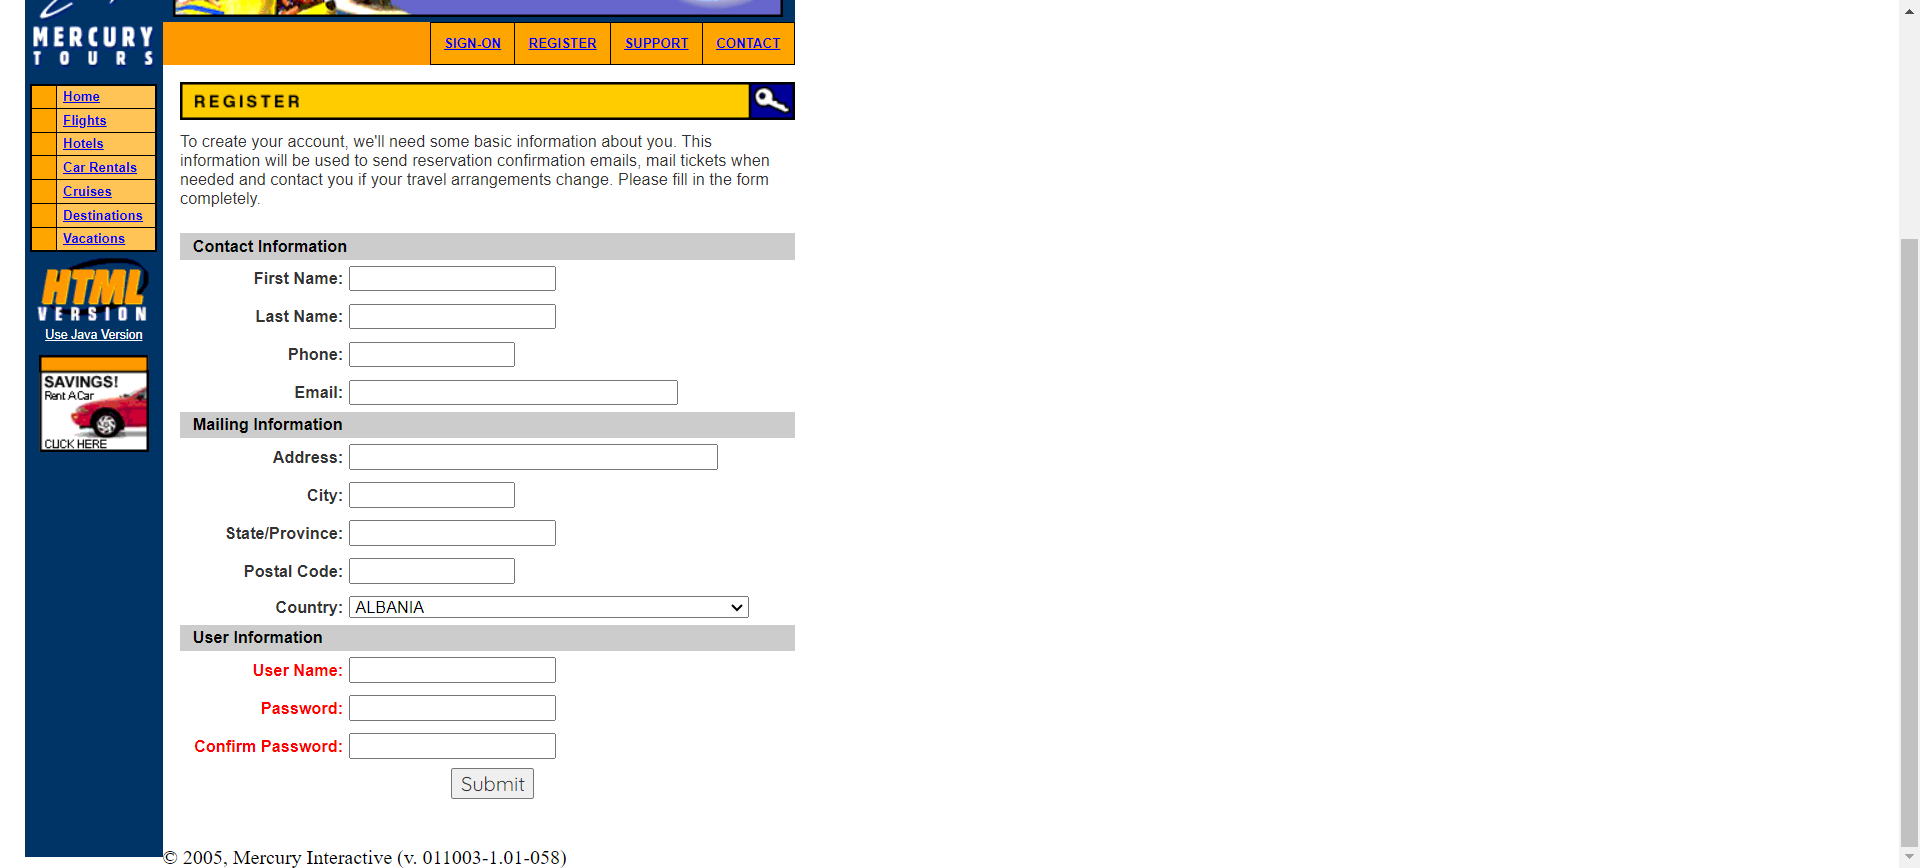 MERCURY
TOURS
SIGN-ON REGISTER SUPPORT CONTACT
Home
Flights
Hotels
Car Rentals
Cruises
Destinations
Vacations
HTML
VERSION
Use Java Version
SAVINGS!
Rent A Car
CLICK HERE
REGISTER
To create your account, we'll need some basic information about you. This
information will be used to send reservation confirmation emails, mail tickets when
needed and contact you if your travel arrangements change. Please fill in the form
completely.
Contact Information
First Name:
Last Name:
Phone:
Email:
Mailing Information
Address:
City:
State/Province:
Postal Code:
Country: ALBANIA
User Information
User Name:
Password:
Confirm Password:
Submit
© 2005, Mercury Interactive (v. 011003-1.01-058)